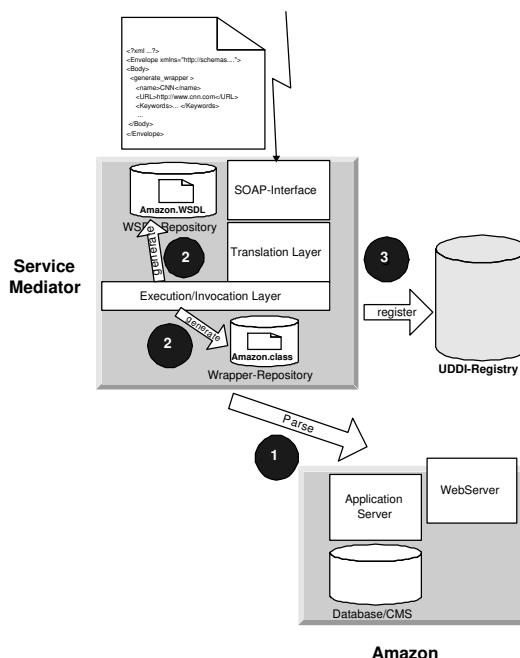 <?xml ...?>
<Envelope xmlns="http://schemas....">
<Body>
<generate_wrapper >
<name>CNN</name>
<URL>http://www.cnn.com</URL>
<Keywords>... </Keywords>
...
</Body>
</Envelope>
SOAP-Interface
Amazon.WSDL
WSDL-Repository
Translation Layer
generate
2
3
Service
Mediator
Execution/Invocation Layer
register
generate
2
Amazon.class
Wrapper-Repository
UDDI-Registry
Parse
1
WebServer
Application
Server
Database/CMS
Amazon